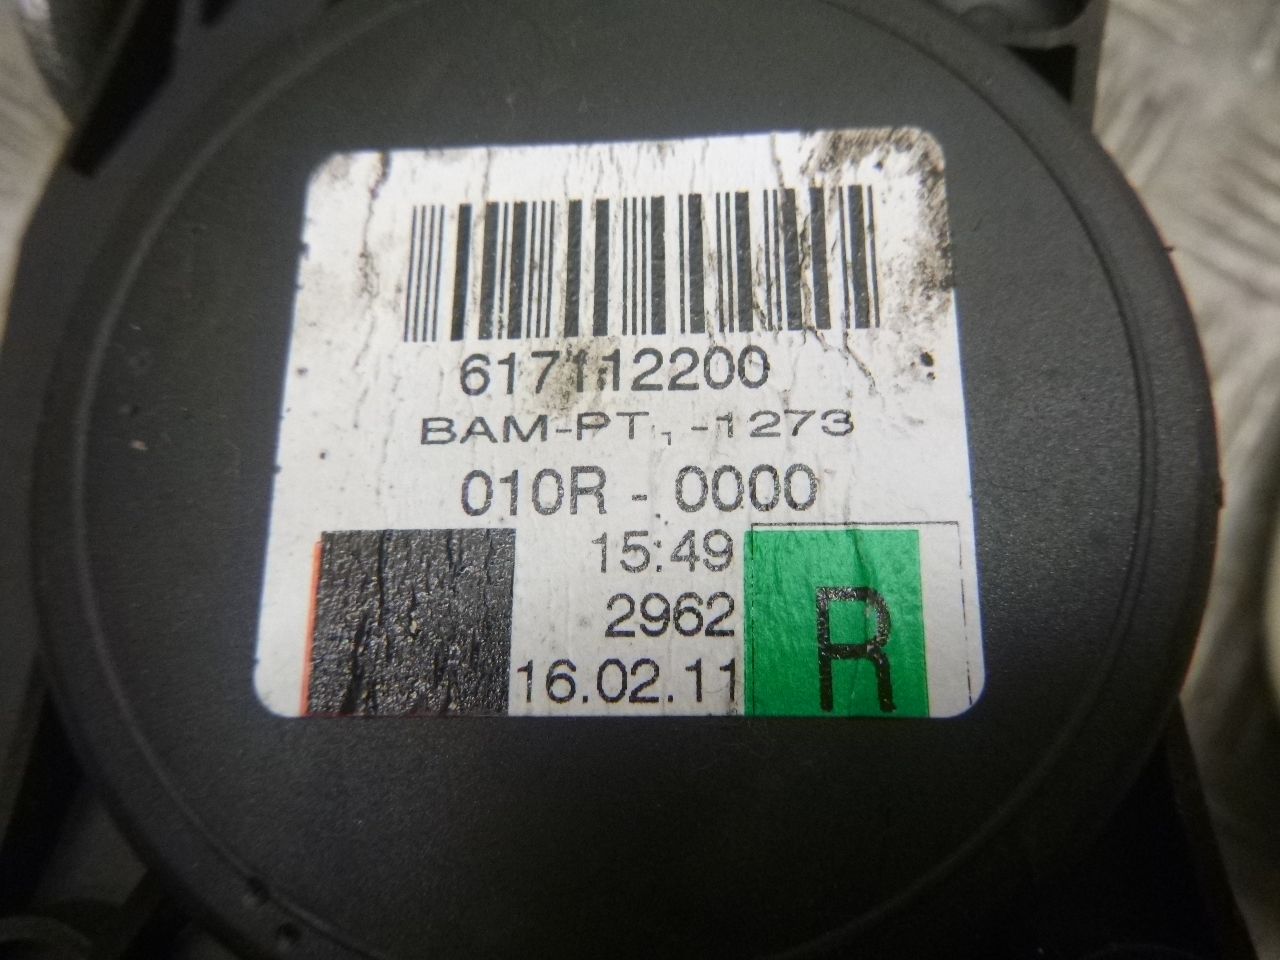 617112200
BAM-PT1-1273
010R - 0000
15:49
2962
16.02.11
R